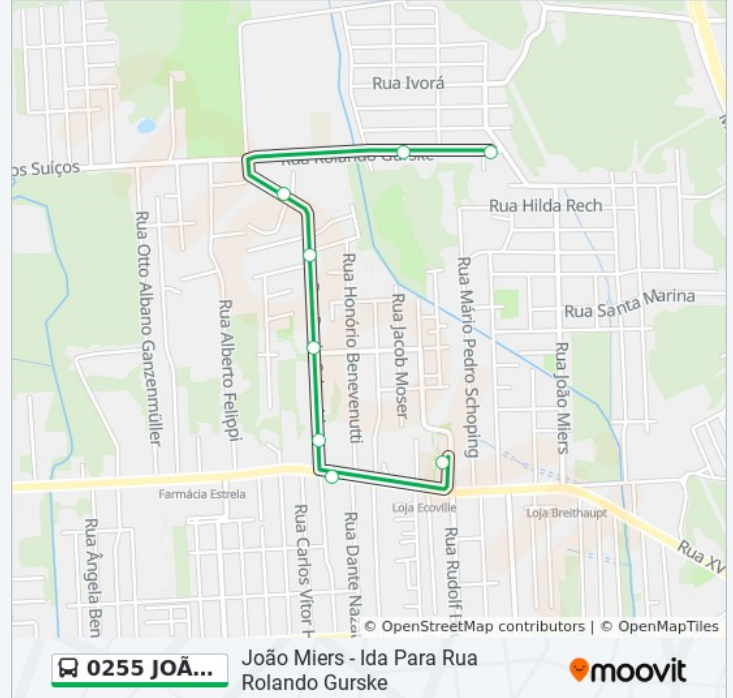 Rua Ivorá
os Suíços
Rua Rolando Gurske
Rua Hilda Rech
Rua Otto Albano Ganzenmüller
Rua Alberto Felippi
Rua Honório Benevenutti
Rua Jacob Moser
Rua Mário Pedro Schoping
Rua Santa Marina
Rua João Miers
Farmácia Estrela
Loja Ecoville
Loja Breithaupt
Rua XV
Rua Ângela Ben
Rua Carlos Vítor H
Rua Dante Naza
Rua Rudolf
© OpenStreetMap contributors | © OpenMapTiles
0255 JOÃ...
João Miers - Ida Para Rua
Rolando Gurske
moovit